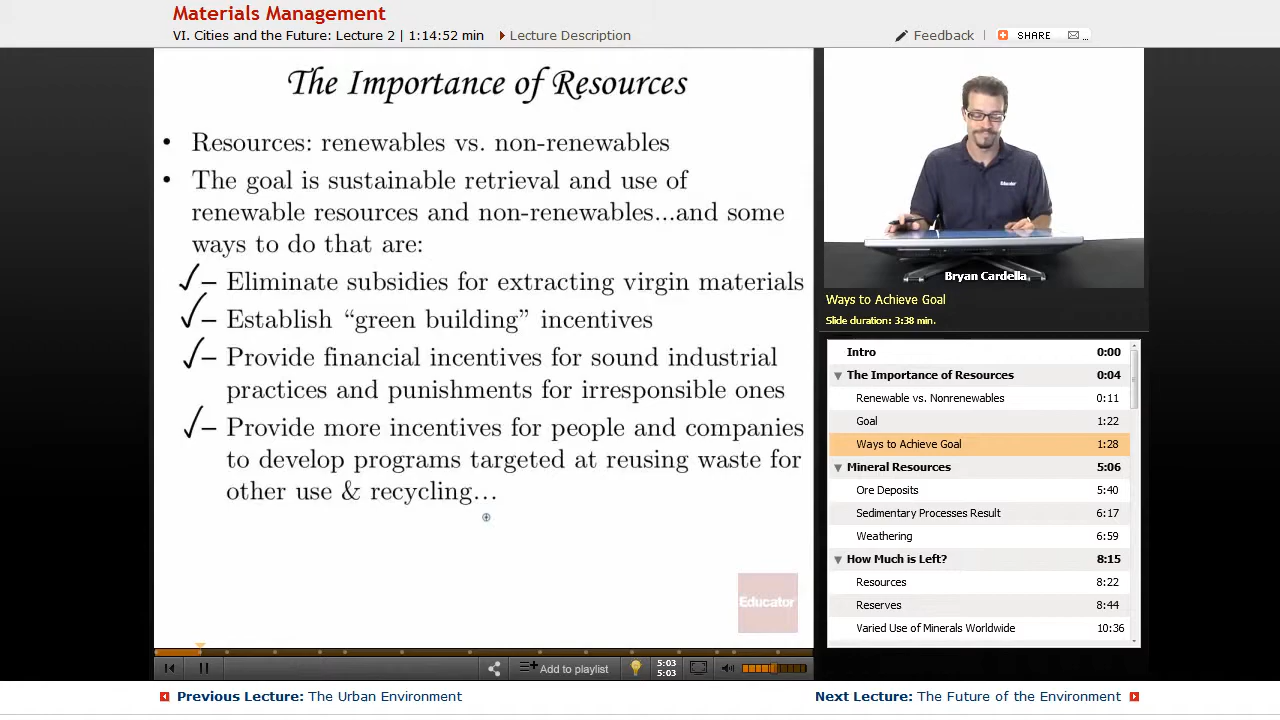 Materials Management
VI. Cities and the Future: Lecture 2 | 1:14:52 min
Lecture Description
Feedback
SHARE
The Importance of Resources
• Resources: renewables vs. non-renewables
• The goal is sustainable retrieval and use of
renewable resources and non-renewables...and some
ways to do that are:
– Eliminate subsidies for extracting virgin materials
– Establish “green building” incentives
– Provide financial incentives for sound industrial
practices and punishments for irresponsible ones
– Provide more incentives for people and companies
to develop programs targeted at reusing waste for
other use & recycling...
Educator
Educator
Bryan Cardella
Ways to Achieve Goal
Slide duration: 3:38 min.
Intro 0:00
The Importance of Resources 0:04
Renewable vs. Nonrenewables 0:11
Goal 1:22
Ways to Achieve Goal 1:28
Mineral Resources 5:06
Ore Deposits 5:40
Sedimentary Processes Result 6:17
Weathering 6:59
How Much is Left? 8:15
Resources 8:22
Reserves 8:44
Varied Use of Minerals Worldwide 10:36
Add to playlist
5:03
5:03
Previous Lecture: The Urban Environment
Next Lecture: The Future of the Environment